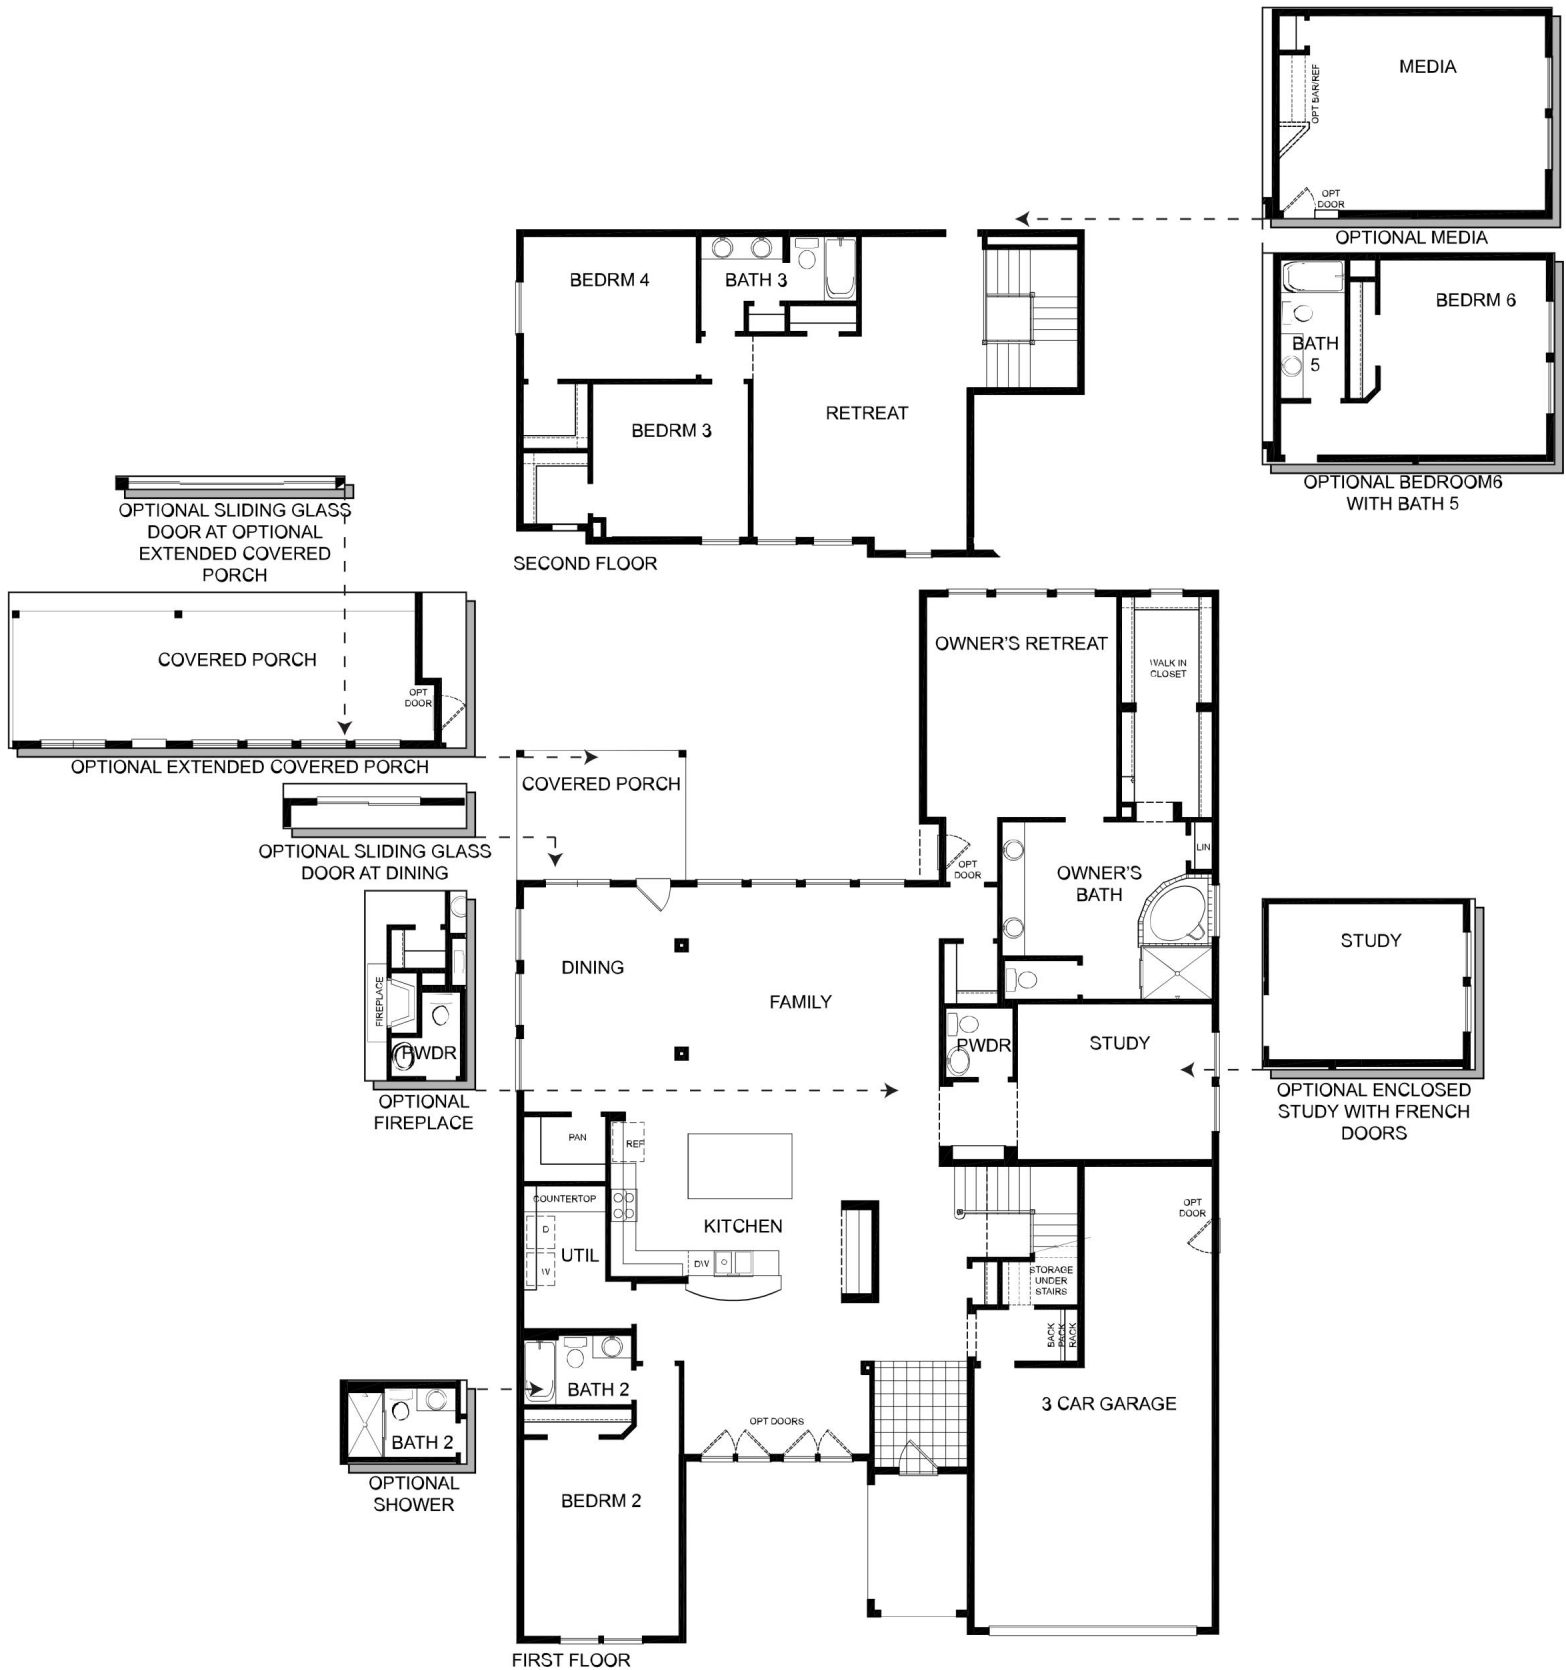 MEDIA
OPT BAR/REF
OPT
DOOR
OPTIONAL MEDIA
BEDRM 4
BATH 3
BEDRM 6
BATH
5
RETREAT
BEDRM 3
OPTIONAL BEDROOM6
WITH BATH 5
OPTIONAL SLIDING GLASS
DOOR AT OPTIONAL
EXTENDED COVERED
PORCH
SECOND FLOOR
COVERED PORCH
OPT
DOOR
OPTIONAL EXTENDED COVERED PORCH
OWNER'S RETREAT
WALK IN
CLOSET
COVERED PORCH
OPTIONAL SLIDING GLASS
DOOR AT DINING
OPT
DOOR
LIN
OWNER'S
BATH
DINING
FAMILY
STUDY
FIREPLACE
PWDR
OPTIONAL
FIREPLACE
PWDR
STUDY
OPTIONAL ENCLOSED
STUDY WITH FRENCH
DOORS
PAN
REF
COUNTERTOP
D
UTIL
W
KITCHEN
DW
OPT
DOOR
STORAGE
UNDER
STAIRS
BACK
PACK
RACK
BATH 2
3 CAR GARAGE
OPT DOORS
BATH 2
OPTIONAL
SHOWER
BEDRM 2
FIRST FLOOR